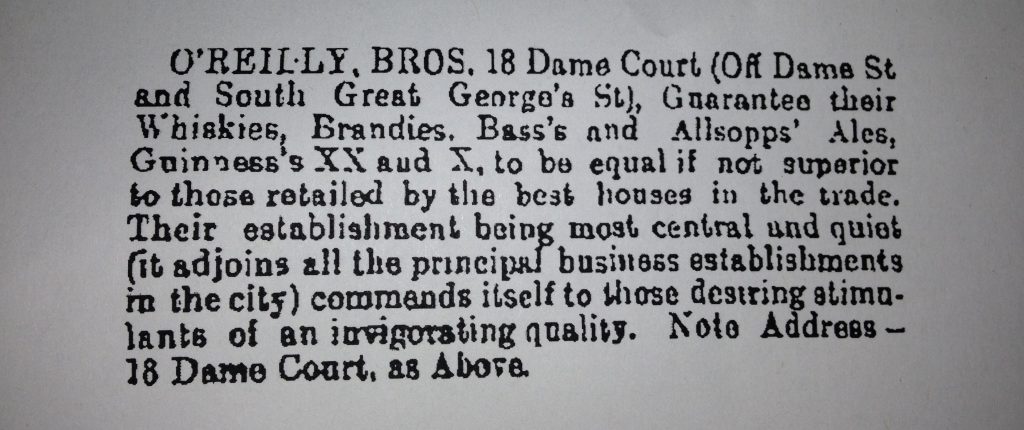 O'REILLY, BROS. 18 Dame Court (Off Dame St
and South Great George's St), Guarantee their
Whiskies, Brandies. Bass's and Allsopps' Ales,
Guinness's XX and X, to be equal if not superior
to those retailed by the best houses in the trade.
Their establishment being most central and quiet
(it adjoins all the principal business establishments
in the city) commends itself to those desiring stimu-
lants of an invigorating quality. Note Address –
18 Dame Court, as Above.